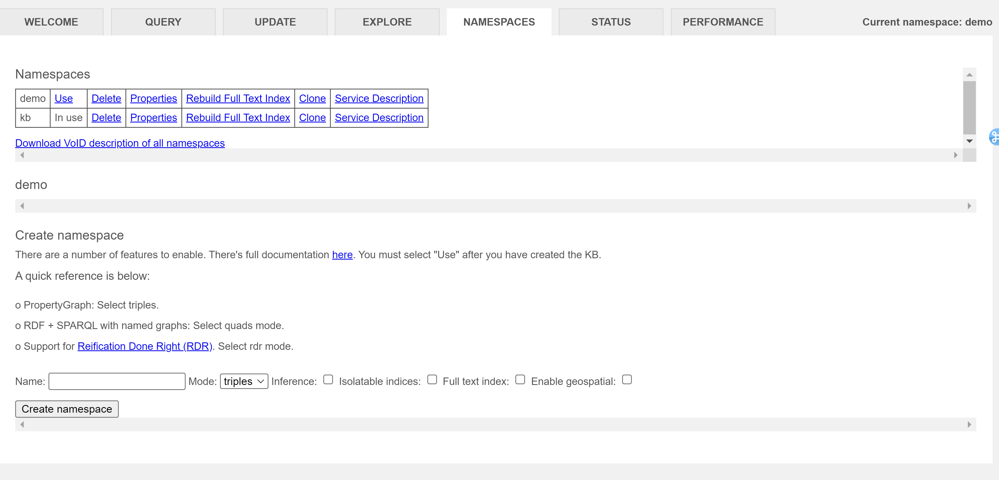 WELCOME QUERY UPDATE EXPLORE NAMESPACES STATUS PERFORMANCE Current namespace: demo
Namespaces
demo Use Delete Properties Rebuild Full Text Index Clone Service Description
kb In use Delete Properties Rebuild Full Text Index Clone Service Description
Download VoID description of all namespaces
demo
Create namespace
There are a number of features to enable. There's full documentation here. You must select "Use" after you have created the KB.
A quick reference is below:
o PropertyGraph: Select triples.
o RDF + SPARQL with named graphs: Select quads mode.
o Support for Reification Done Right (RDR). Select rdr mode.
Name: Mode: triples Inference: Isolatable indices: Full text index: Enable geospatial:
Create namespace